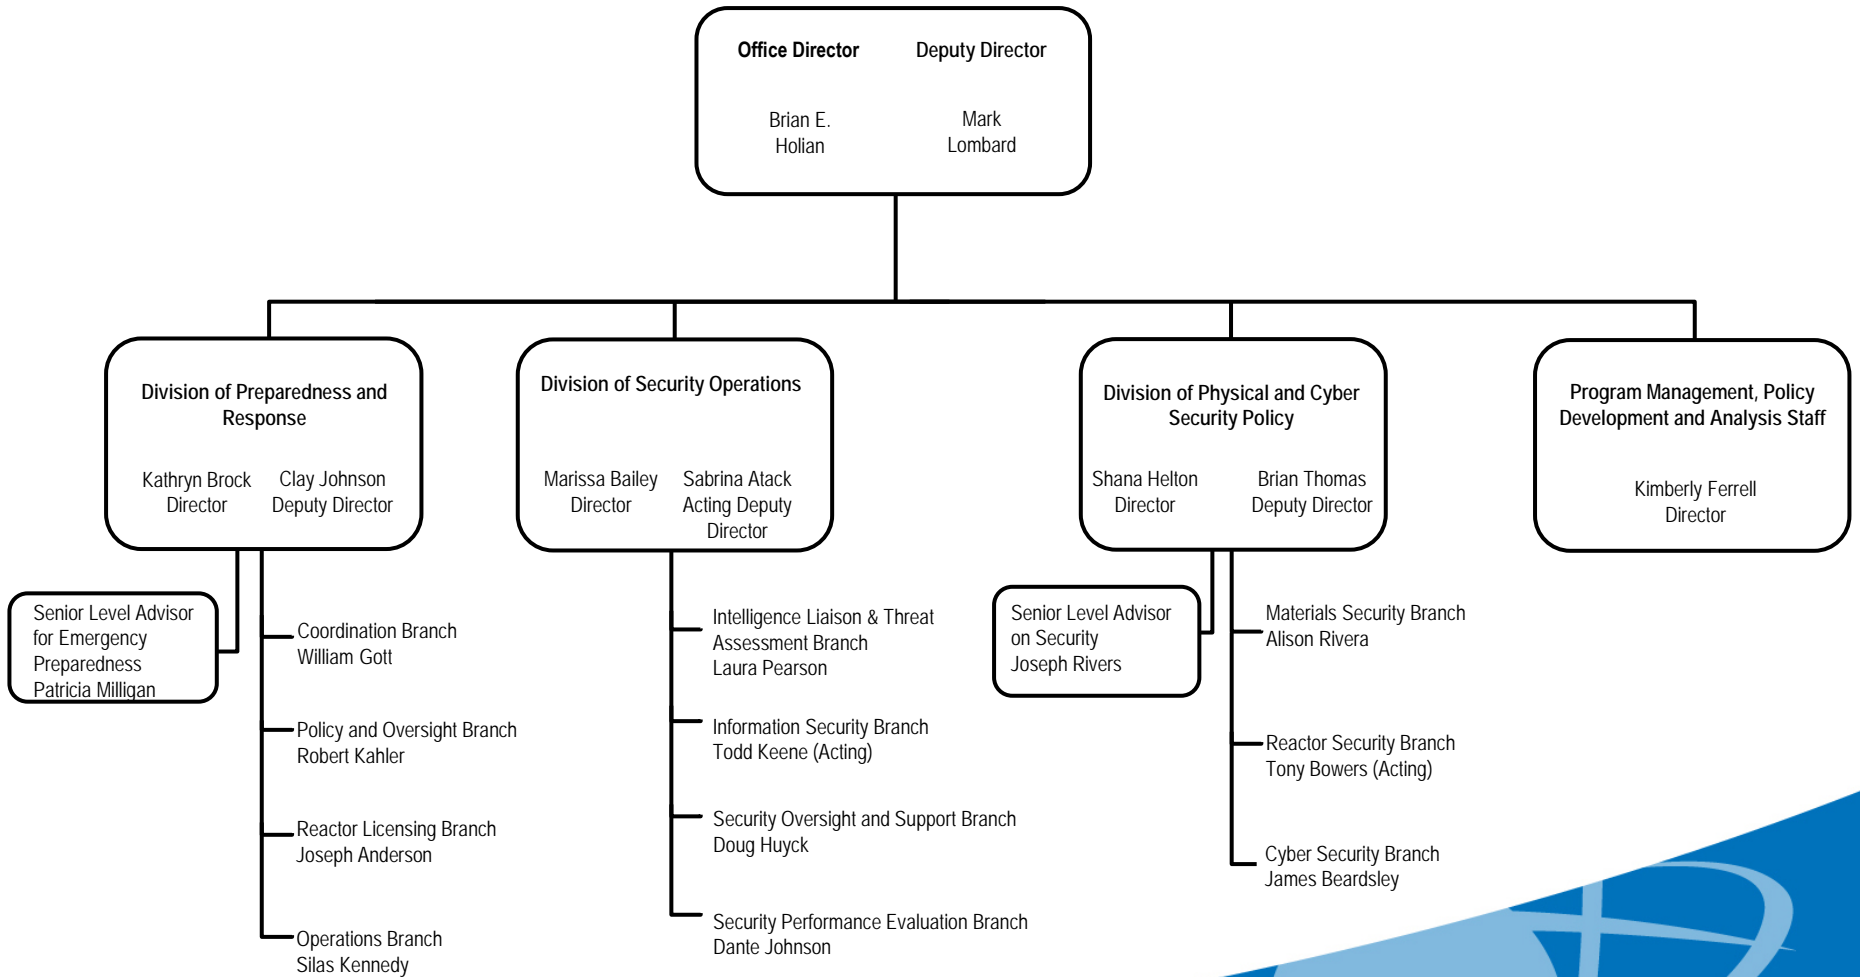 Office Director
Deputy Director
Brian E.
Holian
Mark
Lombard
Division of Preparedness and
Response
Kathryn Brock
Director
Clay Johnson
Deputy Director
Senior Level Advisor
for Emergency
Preparedness
Patricia Milligan
Coordination Branch
William Gott
Policy and Oversight Branch
Robert Kahler
Reactor Licensing Branch
Joseph Anderson
Operations Branch
Silas Kennedy
Division of Security Operations
Marissa Bailey
Director
Sabrina Atack
Acting Deputy
Director
Intelligence Liaison & Threat
Assessment Branch
Laura Pearson
Information Security Branch
Todd Keene (Acting)
Security Oversight and Support Branch
Doug Huyck
Security Performance Evaluation Branch
Dante Johnson
Division of Physical and Cyber
Security Policy
Shana Helton
Director
Brian Thomas
Deputy Director
Senior Level Advisor
on Security
Joseph Rivers
Materials Security Branch
Alison Rivera
Reactor Security Branch
Tony Bowers (Acting)
Cyber Security Branch
James Beardsley
Program Management, Policy
Development and Analysis Staff
Kimberly Ferrell
Director